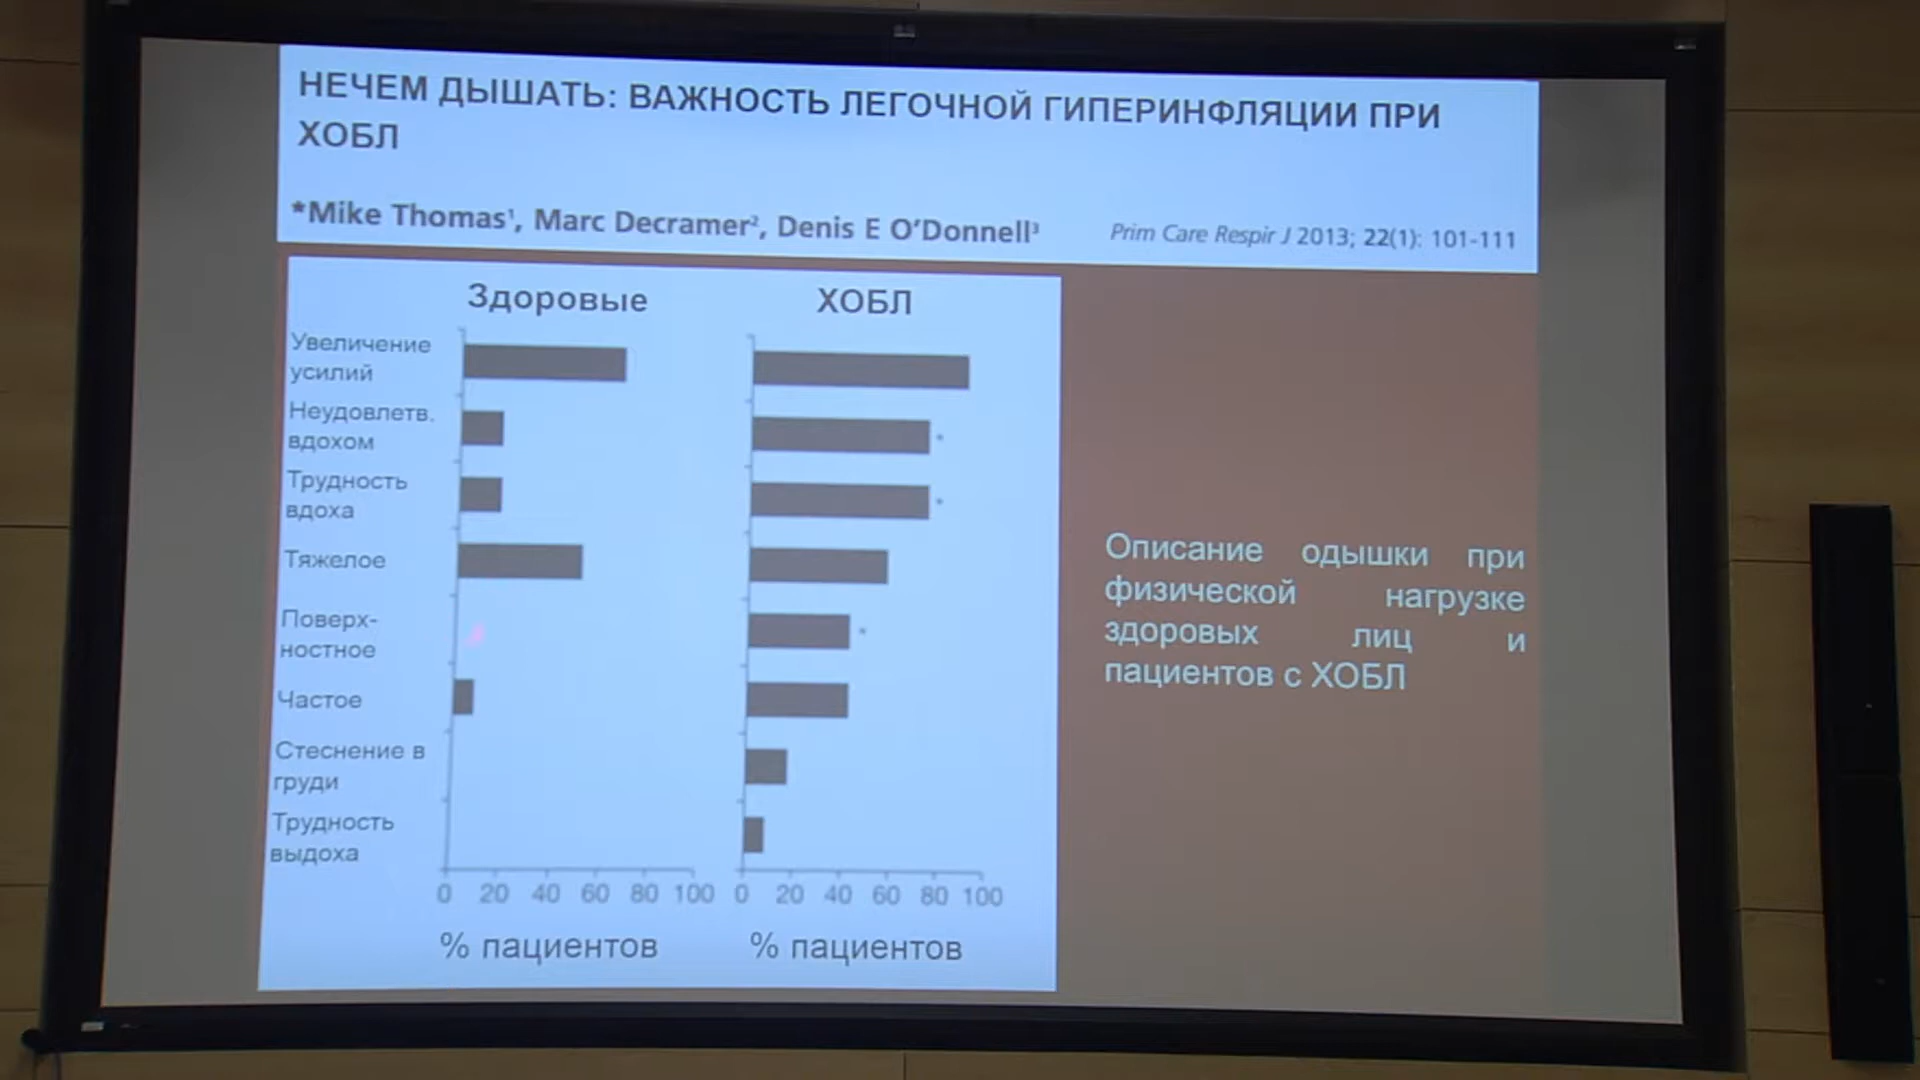 НЕЧЕМ ДЫШАТЬ: ВАЖНОСТЬ ЛЕГОЧНОЙ ГИПЕРИНФЛЯЦИИ ПРИ
ХОБЛ
*Mike Thomas¹, Marc Decramer², Denis E O'Donnell³
Prim Care Respir J 2013; 22(1): 101-111
Здоровые
ХОБЛ
Увеличение
усилий
Неудовлетв.
вдохом
*
Трудность
вдоха
*
Тяжелое
Поверх-
ностное
*
Частое
Стеснение в
груди
Трудность
выдоха
0 20 40 60 80 100
0 20 40 60 80 100
% пациентов
% пациентов
Описание одышки при
физической нагрузке
здоровых лиц и
пациентов с ХОБЛ